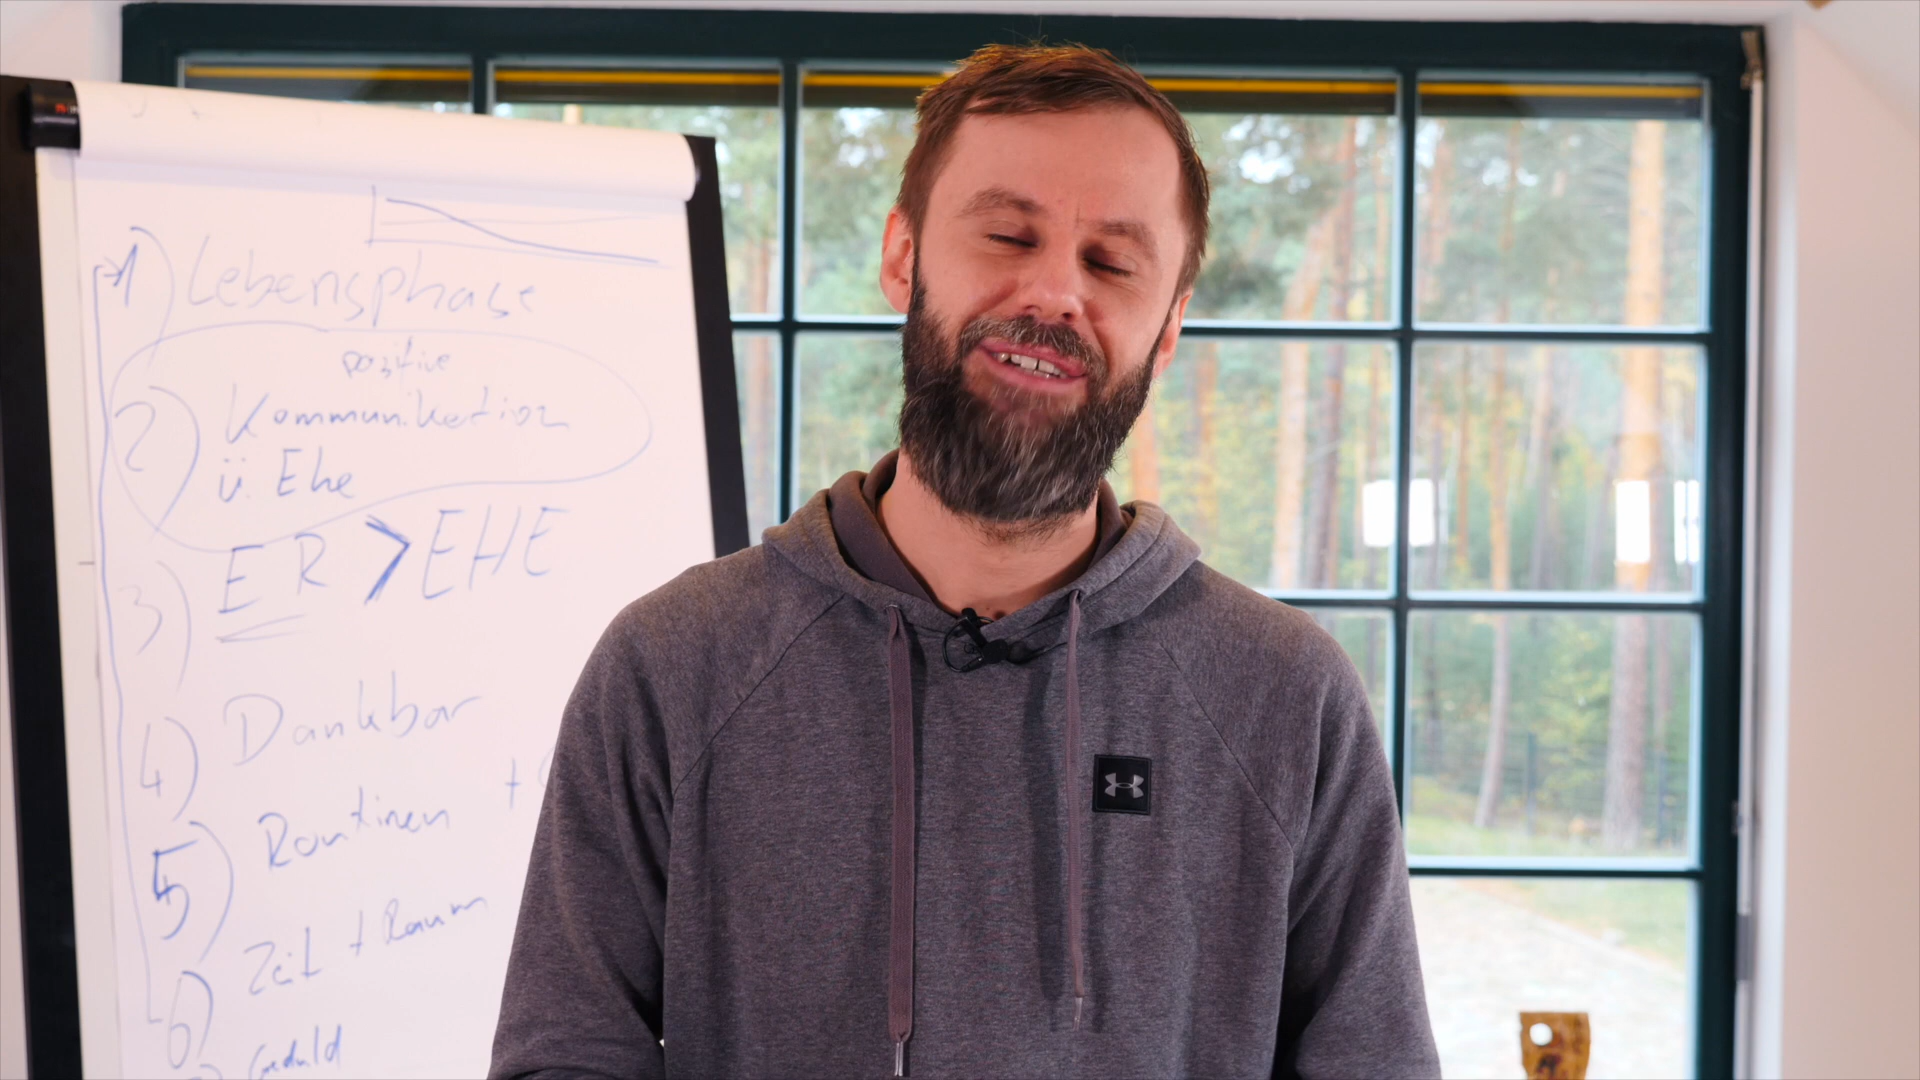 1) Lebensphase
positive
2) Kommunikation
ü. Ehe
3) ER > EHE
4) Dankbar
5) Routinen +
6) Zeit + Raum
Geduld